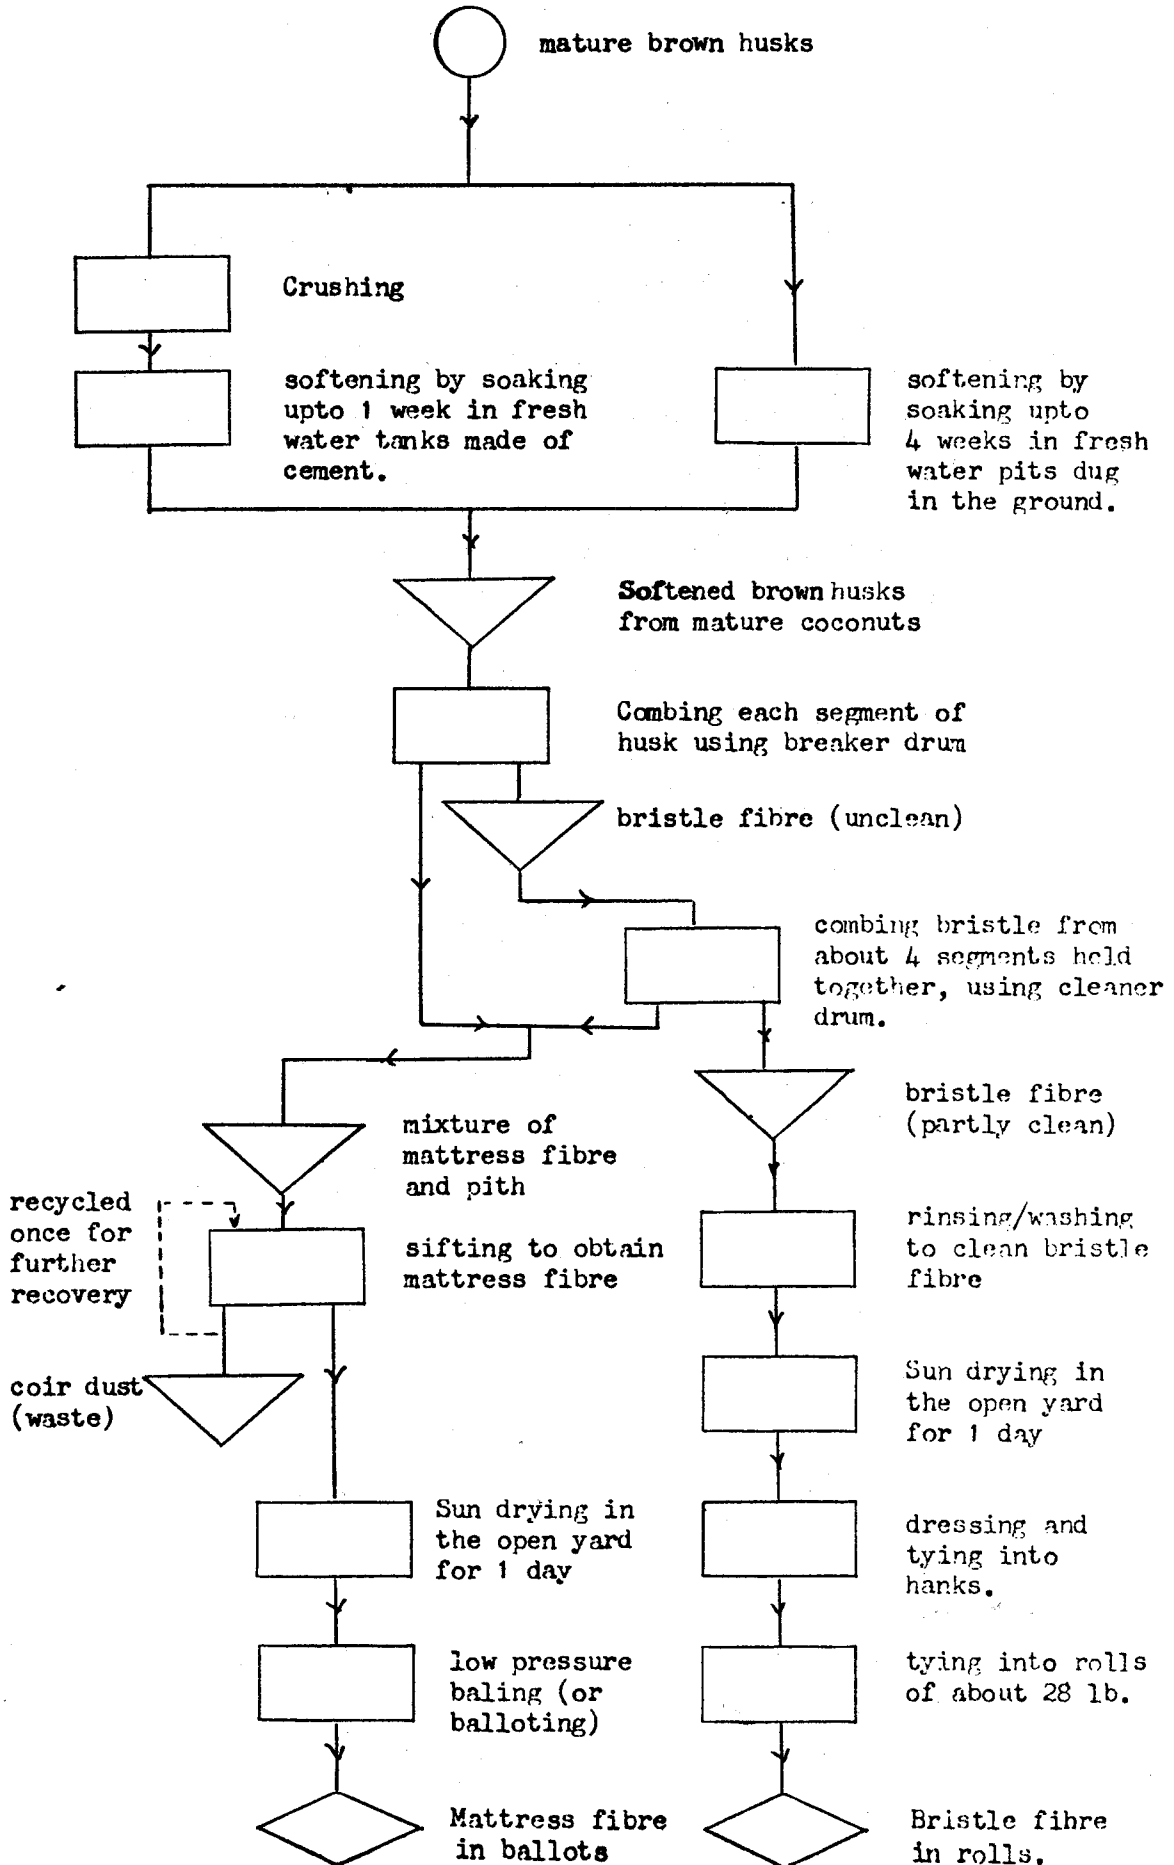 mature brown husks
Crushing
softening by soaking
upto 1 week in fresh
water tanks made of
cement.
softening by
soaking upto
4 weeks in fresh
water pits dug
in the ground.
Softened brown husks
from mature coconuts
Combing each segment of
husk using breaker drum
bristle fibre (unclean)
combing bristle from
about 4 segments held
together, using cleaner
drum.
bristle fibre
(partly clean)
mixture of
mattress fibre
and pith
recycled
once for
further
recovery
sifting to obtain
mattress fibre
rinsing/washing
to clean bristle
fibre
coir dust
(waste)
Sun drying in
the open yard
for 1 day
Sun drying in
the open yard
for 1 day
dressing and
tying into
hanks.
low pressure
baling (or
balloting)
tying into rolls
of about 28 lb.
Mattress fibre
in ballots
Bristle fibre
in rolls.